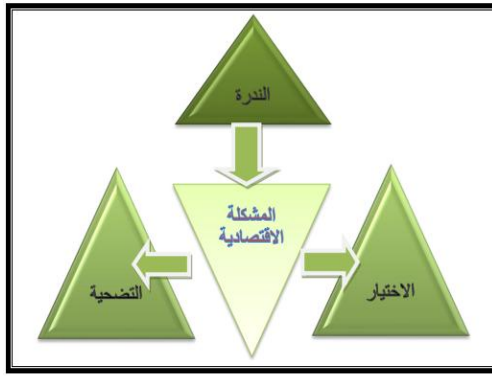 الندرة
المشكلة
الاقتصادية
الاختيار
التضحية